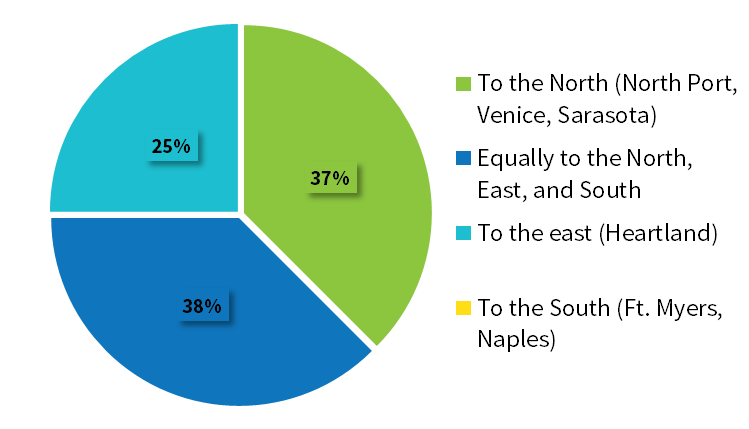 25%
37%
38%
To the North (North Port,
Venice, Sarasota)
Equally to the North,
East, and South
To the east (Heartland)
To the South (Ft. Myers,
Naples)